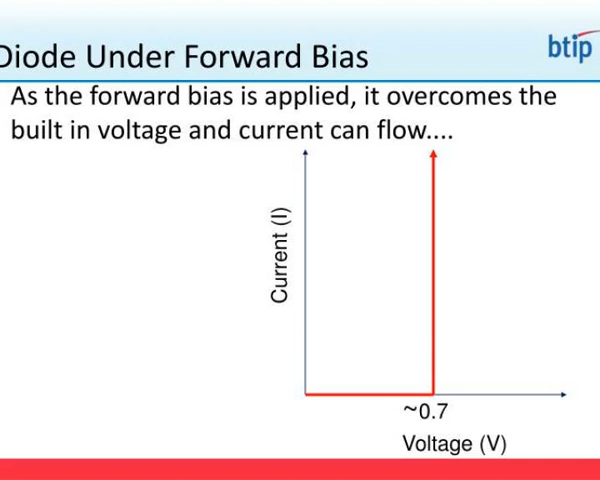 Diode Under Forward Bias
btip
As the forward bias is applied, it overcomes the
built in voltage and current can flow....
Current (I)
~0.7
Voltage (V)